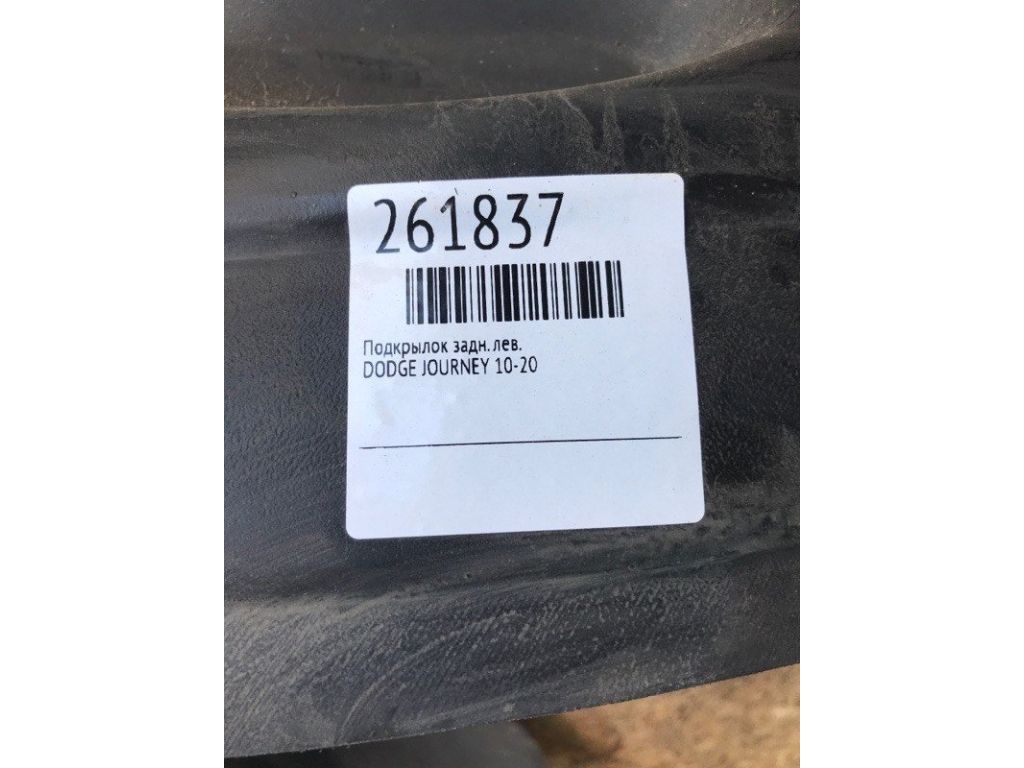 261837
Подкрылок задн. лев.
DODGE JOURNEY 10-20